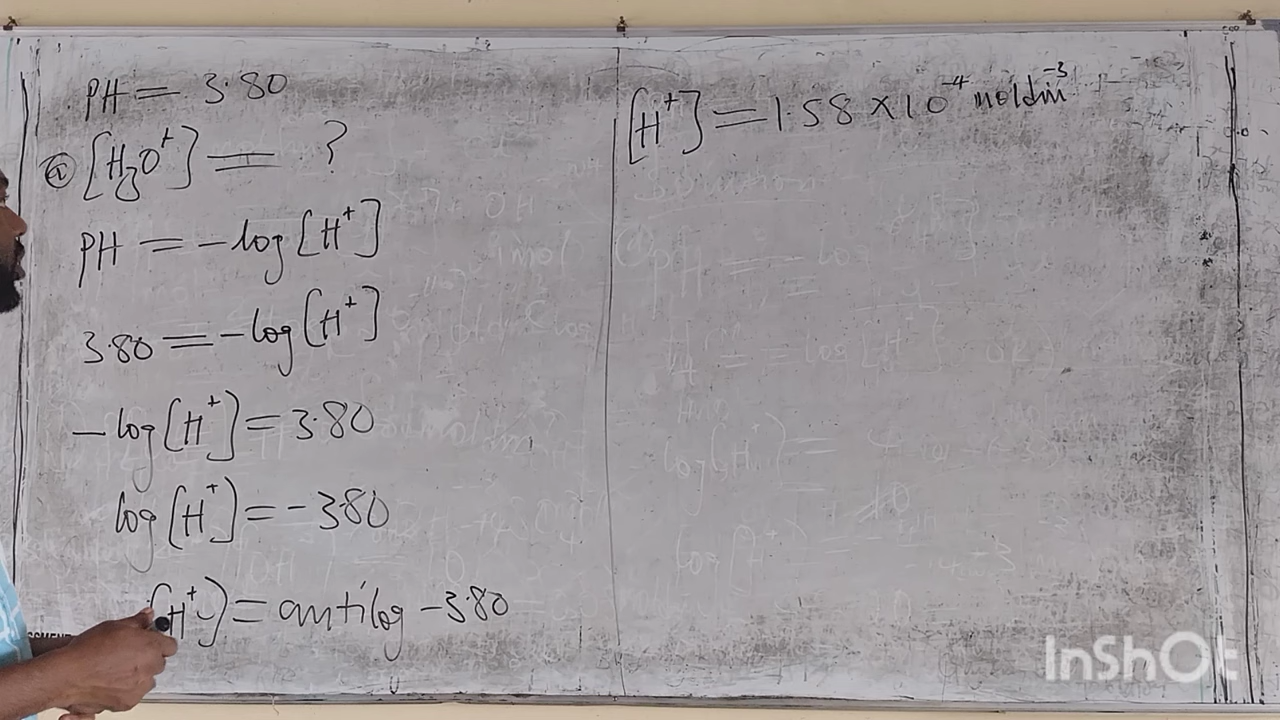 PH = 3.80
[H3O+] = ?
PH = -log [H+]
3.80 = -log [H+]
-log [H+] = 3.80
log [H+] = -3.80
[H+] = antilog -3.80
[H+] = 1.58 × 10-4 moldm-3
InShOt